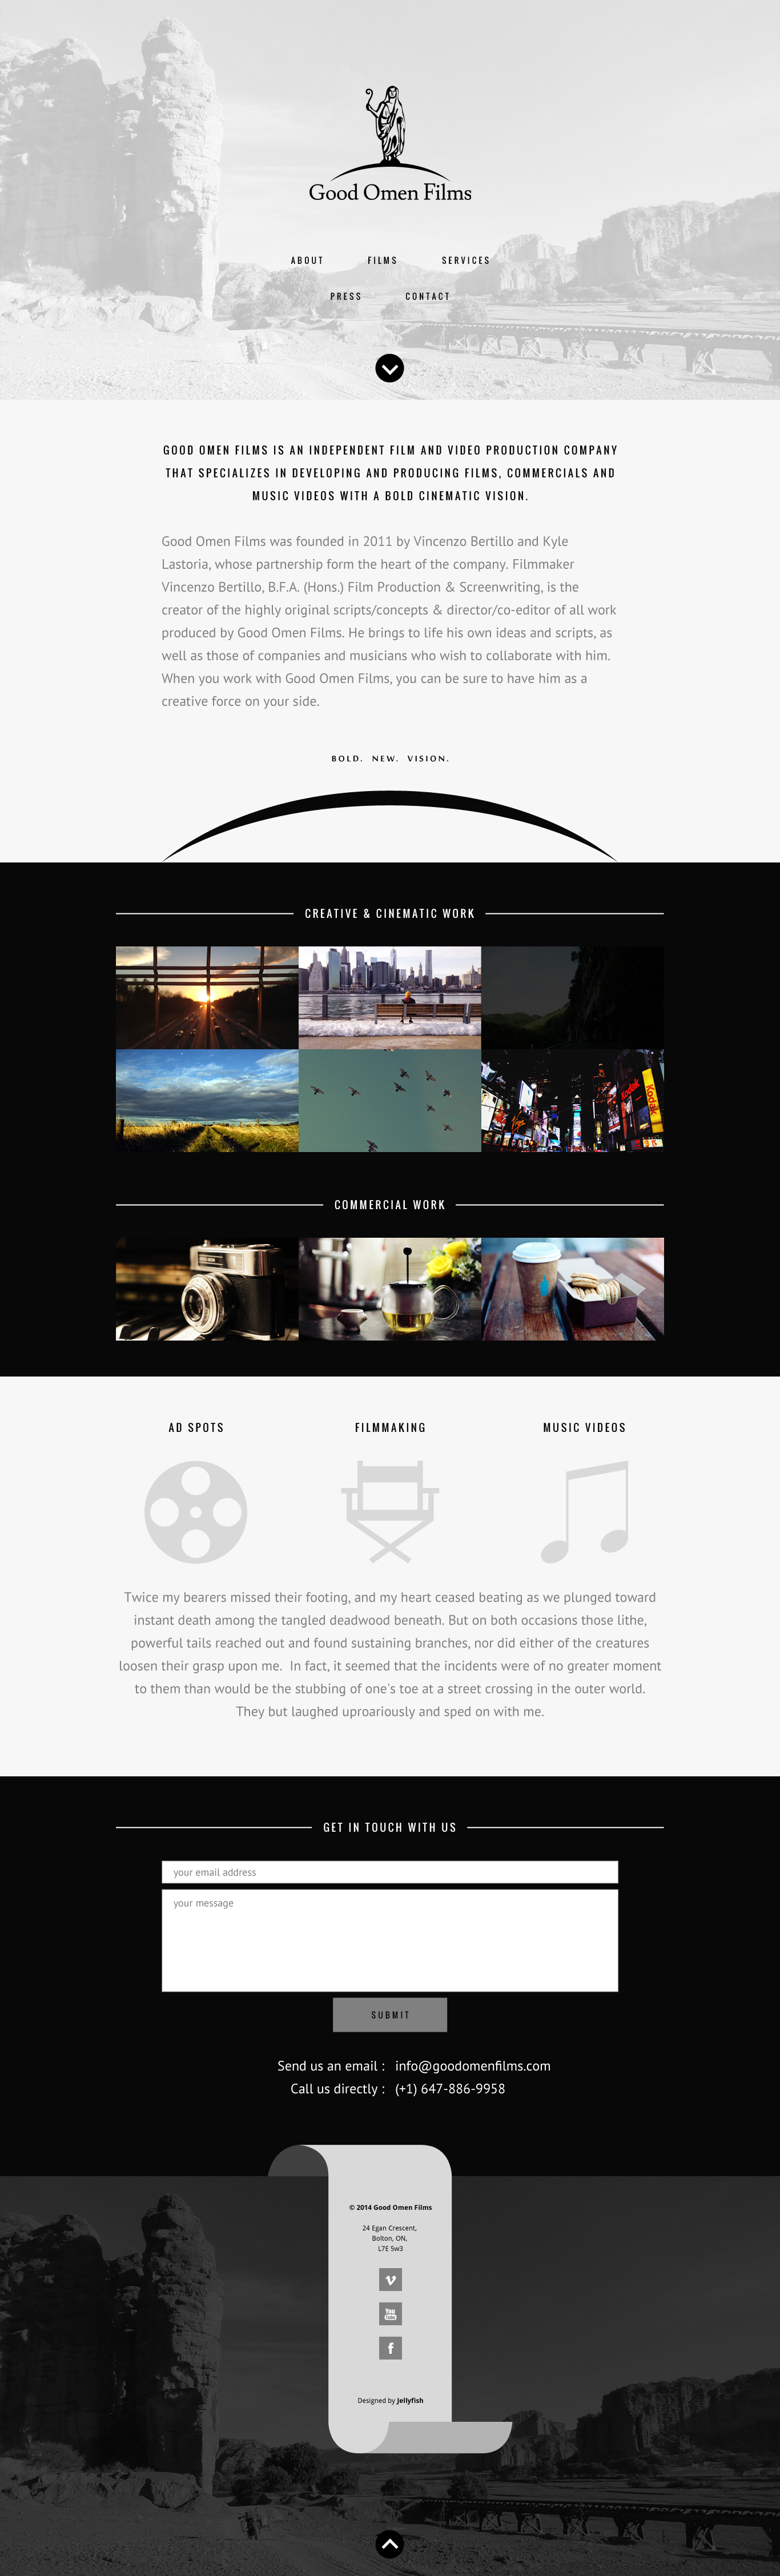 Good Omen Films
ABOUT FILMS SERVICES
PRESS CONTACT
GOOD OMEN FILMS IS AN INDEPENDENT FILM AND VIDEO PRODUCTION COMPANY
THAT SPECIALIZES IN DEVELOPING AND PRODUCING FILMS, COMMERCIALS AND
MUSIC VIDEOS WITH A BOLD CINEMATIC VISION.
Good Omen Films was founded in 2011 by Vincenzo Bertillo and Kyle
Lastoria, whose partnership form the heart of the company. Filmmaker
Vincenzo Bertillo, B.F.A. (Hons.) Film Production & Screenwriting, is the
creator of the highly original scripts/concepts & director/co-editor of all work
produced by Good Omen Films. He brings to life his own ideas and scripts, as
well as those of companies and musicians who wish to collaborate with him.
When you work with Good Omen Films, you can be sure to have him as a
creative force on your side.
BOLD. NEW. VISION.
CREATIVE & CINEMATIC WORK
Virgin
Kodak
Kodak
COMMERCIAL WORK
AD SPOTS FILMMAKING MUSIC VIDEOS
Twice my bearers missed their footing, and my heart ceased beating as we plunged toward
instant death among the tangled deadwood beneath. But on both occasions those lithe,
powerful tails reached out and found sustaining branches, nor did either of the creatures
loosen their grasp upon me. In fact, it seemed that the incidents were of no greater moment
to them than would be the stubbing of one's toe at a street crossing in the outer world.
They but laughed uproariously and sped on with me.
GET IN TOUCH WITH US
your email address
your message
SUBMIT
Send us an email : info@goodomenfilms.com
Call us directly : (+1) 647-886-9958
© 2014 Good Omen Films
24 Egan Crescent,
Bolton, ON,
L7E 5w3
You
Tube
Designed by Jellyfish